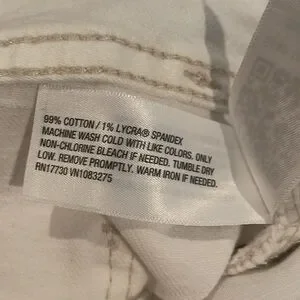 99% COTTON / 1% LYCRA® SPANDEX
MACHINE WASH COLD WITH LIKE COLORS. ONLY
NON-CHLORINE BLEACH IF NEEDED. TUMBLE DRY
LOW. REMOVE PROMPTLY. WARM IRON IF NEEDED.
RN17730 VN1083275